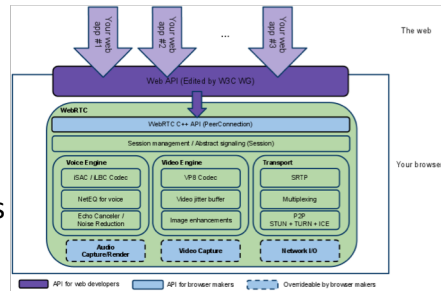 Your web
app #1
Your web
app #2
...
Your web
app #3
The web
Web API (Edited by W3C WG)
WebRTC
WebRTC C++ API (PeerConnection)
Session management / Abstract signaling (Session)
Your browser
Voice Engine
iSAC / iLBC Codec
NetEQ for voice
Echo Canceler /
Noise Reduction
Video Engine
VP8 Codec
Video jitter buffer
Image enhancements
Transport
SRTP
Multiplexing
P2P
STUN + TURN + ICE
Audio
Capture/Render
Video Capture
Network I/O
API for web developers
API for browser makers
Overrideable by browser makers